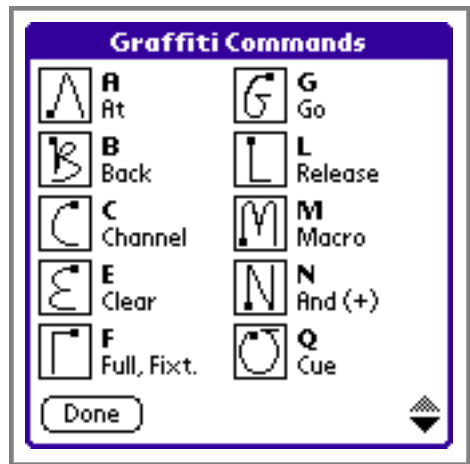 Graffiti Commands
A
At
B
Back
C
Channel
E
Clear
F
Full, Fixt.
G
Go
L
Release
M
Macro
N
And (+)
Q
Cue
Done